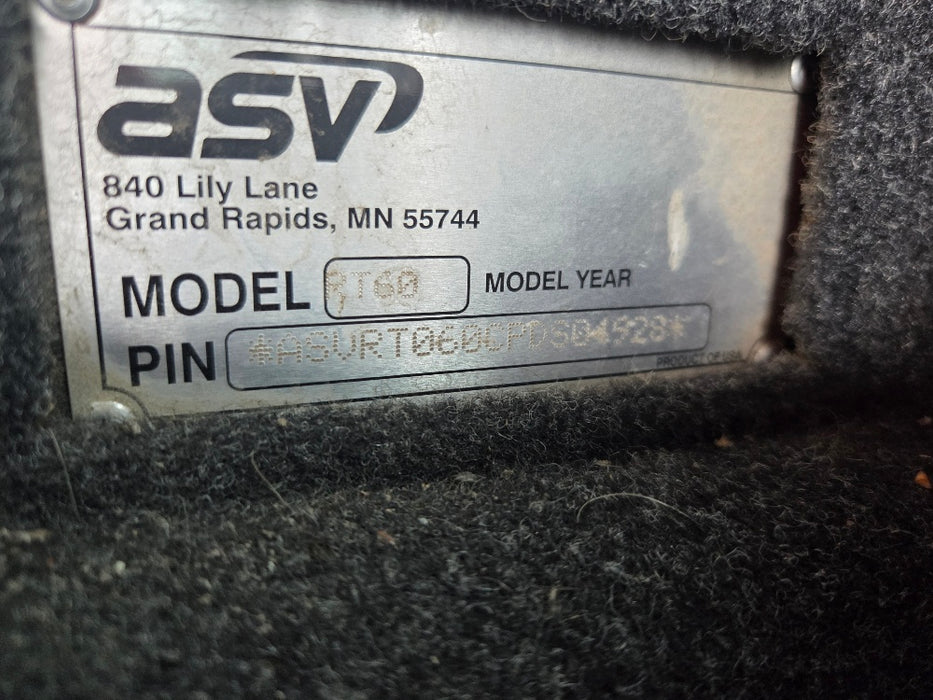 asv
840 Lily Lane
Grand Rapids, MN 55744
MODEL RT60 MODEL YEAR
PIN *ASVRT060CPDS04928*
PRODUCT OF USA